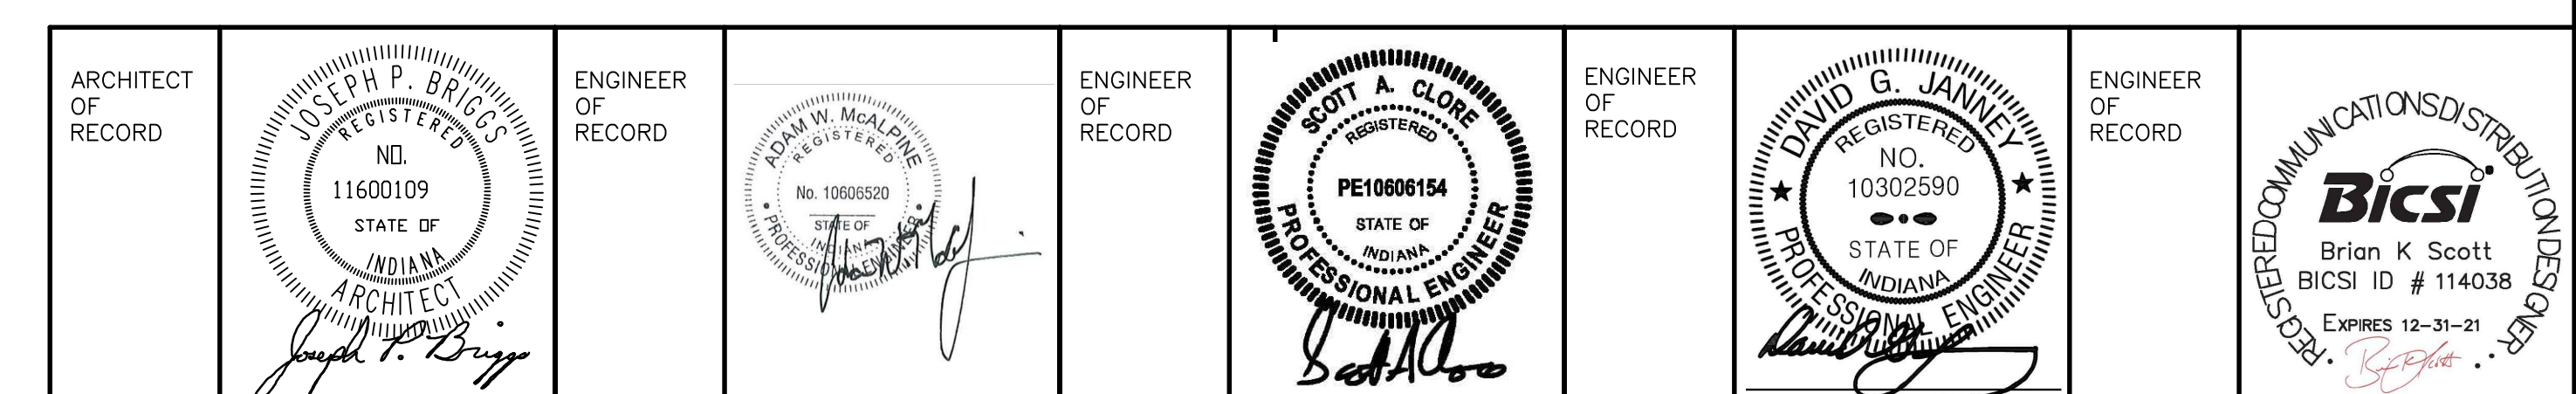 ARCHITECT
OF
RECORD
JOSEPH P. BRIGGS
REGISTERED
NO.
11600109
STATE OF
INDIANA
ARCHITECT
Joseph P. Briggs
ENGINEER
OF
RECORD
ADAM W. McALPINE
REGISTERED
No. 10606520
STATE OF
INDIANA
PROFESSIONAL ENGINEER
ENGINEER
OF
RECORD
SCOTT A. CLORE
REGISTERED
PE10606154
STATE OF
INDIANA
PROFESSIONAL ENGINEER
Scott A Clore
ENGINEER
OF
RECORD
DAVID G. JANNEY
REGISTERED
NO.
10302590
STATE OF
INDIANA
PROFESSIONAL ENGINEER
ENGINEER
OF
RECORD
REGISTERED COMMUNICATIONS DISTRIBUTION DESIGNER
BICSI
Brian K Scott
BICSI ID # 114038
EXPIRES 12-31-21